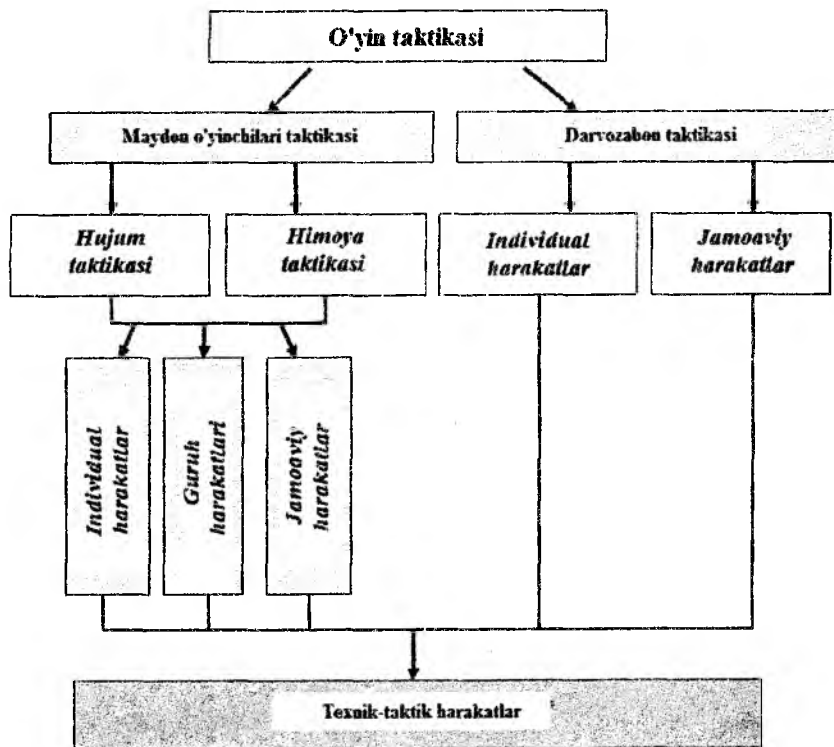 O'yin taktikasi
Maydon o'yinchilari taktikasi
Darvozabon taktikasi
Hujum
taktikasi
Himoya
taktikasi
Individual
harakatlar
Jamoaviy
harakatlar
Individual
harakatlar
Guruh
harakatlari
Jamoaviy
harakatlar
Texnik-taktik harakatlar